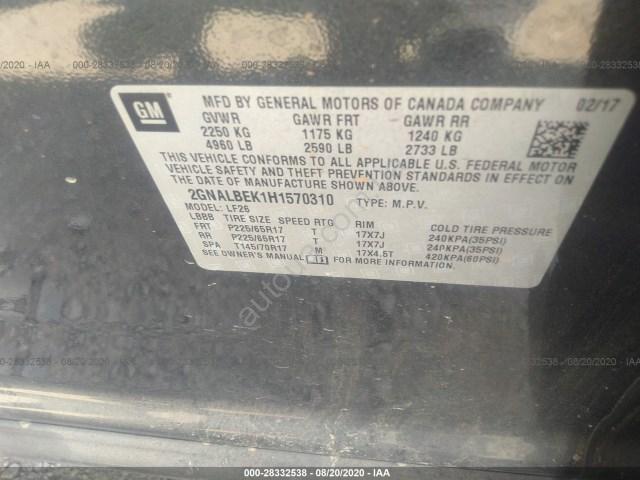 000-28332538 - 08/20/2020 - IAA
GM
MFD BY GENERAL MOTORS OF CANADA COMPANY 02/17
GVWR GAWR FRT GAWR RR
2250 KG 1175 KG 1240 KG
4960 LB 2590 LB 2733 LB
THIS VEHICLE CONFORMS TO ALL APPLICABLE U.S. FEDERAL MOTOR
VEHICLE SAFETY AND THEFT PREVENTION STANDARDS IN EFFECT
ON THE DATE OF MANUFACTURE SHOWN ABOVE.
2GNALBEK1H1570310 TYPE: M.P.V.
MODEL: LF26
LBBB TIRE SIZE SPEED RTG RIM COLD TIRE PRESSURE
FRT P225/65R17 T 17X7J 240KPA(35PSI)
RR P225/65R17 T 17X7J 240KPA(35PSI)
SPA T145/70R17 M 17X4.5T 420KPA(60PSI)
SEE OWNER'S MANUAL FOR MORE INFORMATION.
000-28332538 - 08/20/2020 - IAA